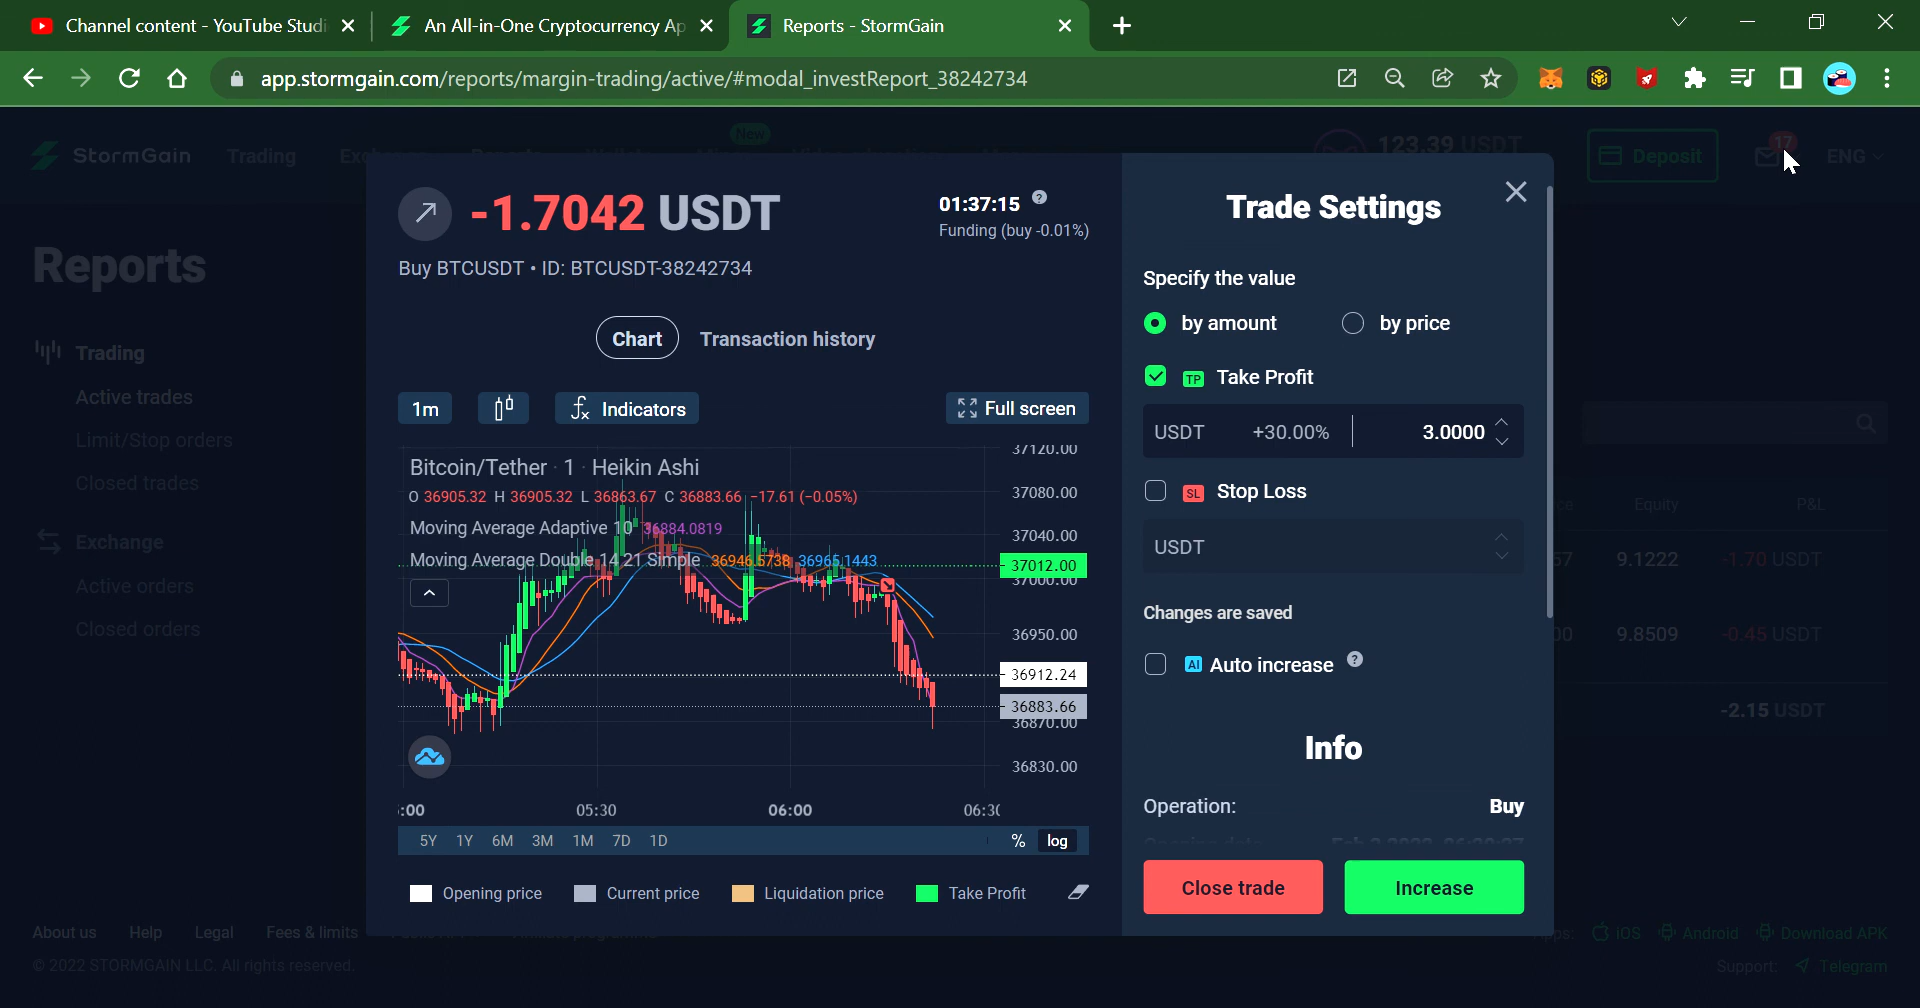 Channel content - YouTube Studi
An All-in-One Cryptocurrency Ap
Reports - StormGain
app.stormgain.com/reports/margin-trading/active/#modal_investReport_38242734
StormGain
Trading
New
123.39 USDT
Deposit
17
ENG
Reports
Trading
Active trades
Limit/Stop orders
Closed trades
Exchange
Active orders
Closed orders
-1.7042 USDT
01:37:15 ?
Funding (buy -0.01%)
Buy BTCUSDT • ID: BTCUSDT-38242734
Chart
Transaction history
1m
fx Indicators
Full screen
Bitcoin/Tether · 1 · Heikin Ashi
O 36905.32 H 36905.32 L 36863.67 C 36883.66 -17.61 (-0.05%)
Moving Average Adaptive 10 36884.0819
Moving Average Double 14 21 Simple 36946.5738 36965.1443
37120.00
37080.00
37040.00
37012.00
37000.00
36950.00
36912.24
36883.66
36870.00
36830.00
:00
05:30
06:00
06:30
5Y 1Y 6M 3M 1M 7D 1D
% log
Opening price
Current price
Liquidation price
Take Profit
Trade Settings
Specify the value
by amount
by price
TP Take Profit
USDT +30.00% 3.0000
SL Stop Loss
USDT
Changes are saved
AI Auto increase ?
Info
Operation: Buy
Close trade
Increase
Equity
P&L
9.1222
-1.70 USDT
9.8509
-0.45 USDT
-2.15 USDT
About us
Help
Legal
Fees & limits
© 2022 STORMGAIN LLC. All rights reserved.
iOS
Android
Download APK
Support:
Telegram